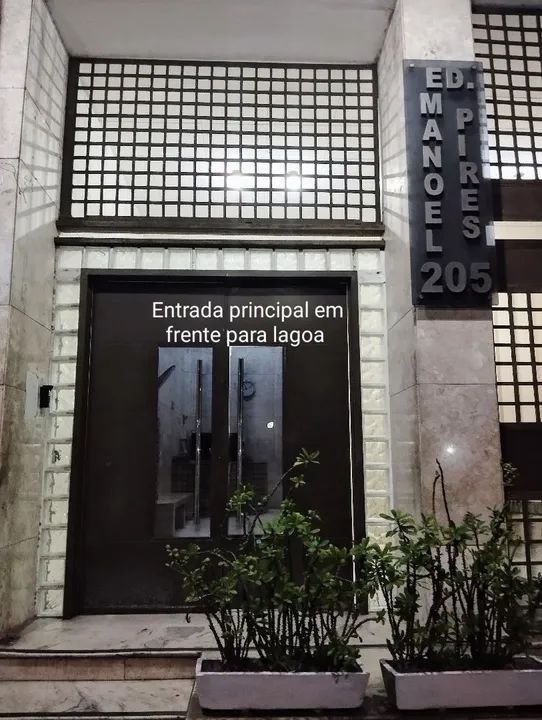 ED.
MANOEL
PIRES
205
Entrada principal em
frente para lagoa